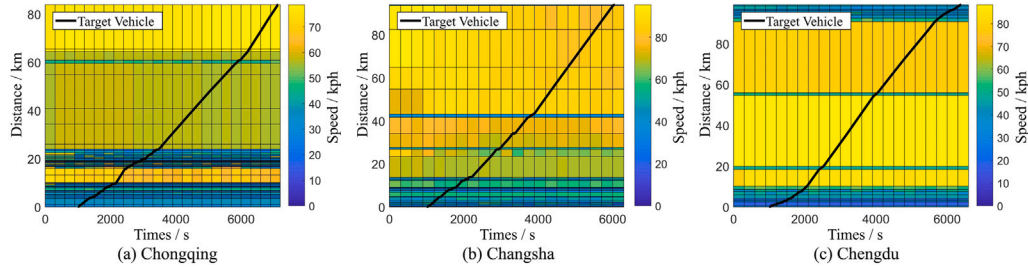 Target Vehicle
Distance / km
80
60
40
20
0
0 2000 4000 6000
Times / s
70
60
50
40
30
20
10
0
Speed / kph
(a) Chongqing
Target Vehicle
Distance / km
80
60
40
20
0
0 2000 4000 6000
Times / s
80
60
40
20
0
Speed / kph
(b) Changsha
Target Vehicle
Distance / km
80
60
40
20
0
0 2000 4000 6000
Times / s
80
70
60
50
40
30
20
10
0
Speed / kph
(c) Chengdu